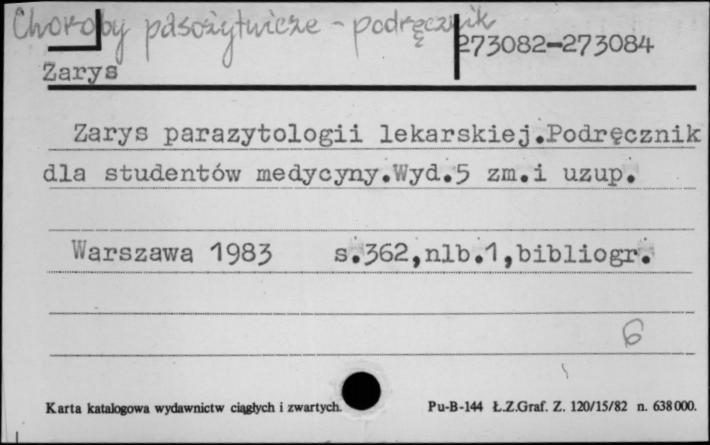 Choroby pasożytnicze - podręcznik
273082-273084
Zarys
Zarys parazytologii lekarskiej.Podręcznik
dla studentów medycyny.Wyd.5 zm.i uzup.
Warszawa 1983 s.362,nlb.1,bibliogr.
6
Karta katalogowa wydawnictw ciągłych i zwartych. Pu-B-144 Ł.Z.Graf. Z. 120/15/82 n. 638000.